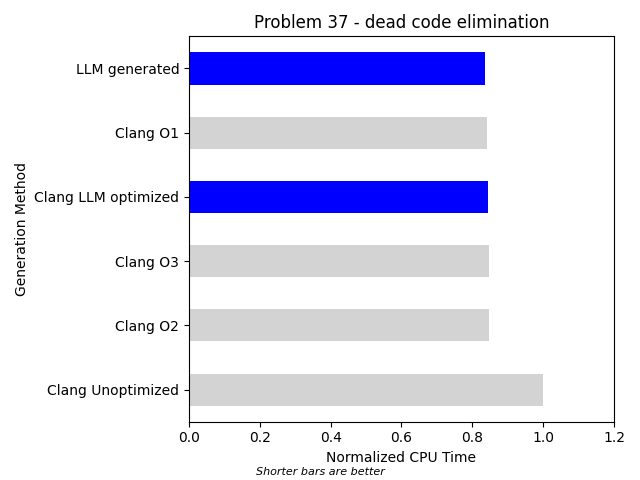 Problem 37 - dead code elimination
LLM generated
Clang O1
Clang LLM optimized
Clang O3
Clang O2
Clang Unoptimized
Generation Method
0.0 0.2 0.4 0.6 0.8 1.0 1.2
Normalized CPU Time
Shorter bars are better